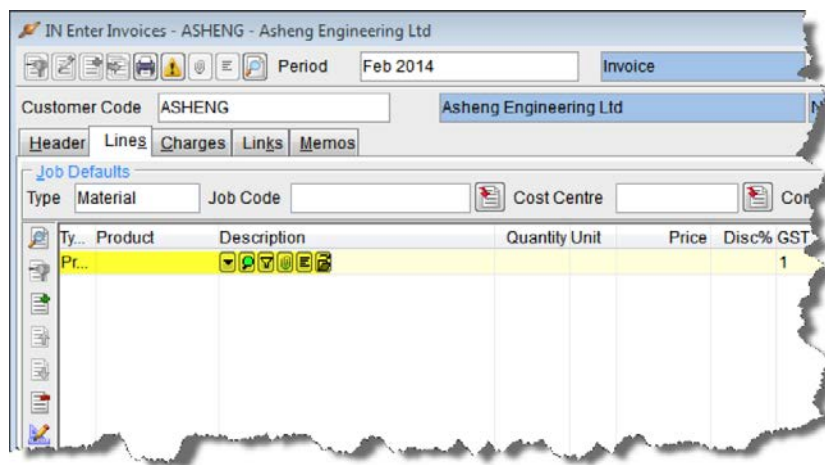 IN Enter Invoices - ASHENG - Asheng Engineering Ltd
Period Feb 2014 Invoice
Customer Code ASHENG Asheng Engineering Ltd
Header Lines Charges Links Memos
Job Defaults
Type Material Job Code Cost Centre
Ty... Product Description Quantity Unit Price Disc% GST
Pr... 1